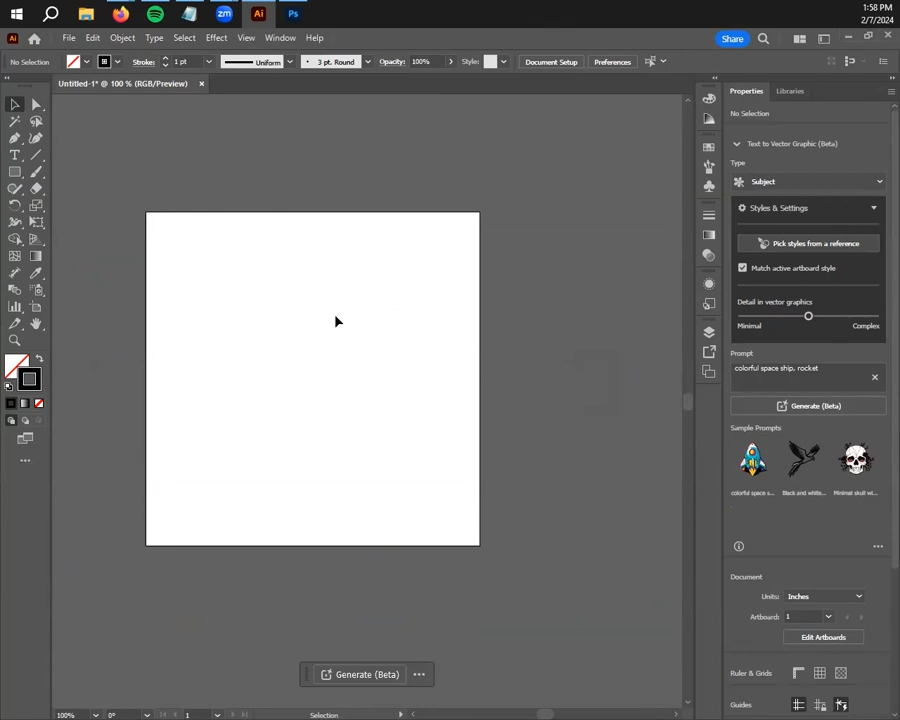 1:58 PM
2/7/2024
File Edit Object Type Select Effect View Window Help
Share
No Selection
Stroke: 1 pt
Uniform
3 pt. Round
Opacity: 100%
Style:
Document Setup
Preferences
Untitled-1* @ 100 % (RGB/Preview)
Properties
Libraries
No Selection
Text to Vector Graphic (Beta)
Type
Subject
Styles & Settings
Pick styles from a reference
Match active artboard style
Detail in vector graphics
Minimal Complex
Prompt
colorful space ship, rocket
Generate (Beta)
Sample Prompts
colorful space s... Black and white... Minimal skull wi...
Document
Units: Inches
Artboard: 1
Edit Artboards
Ruler & Grids
Guides
Generate (Beta)
100% 0° 1 Selection